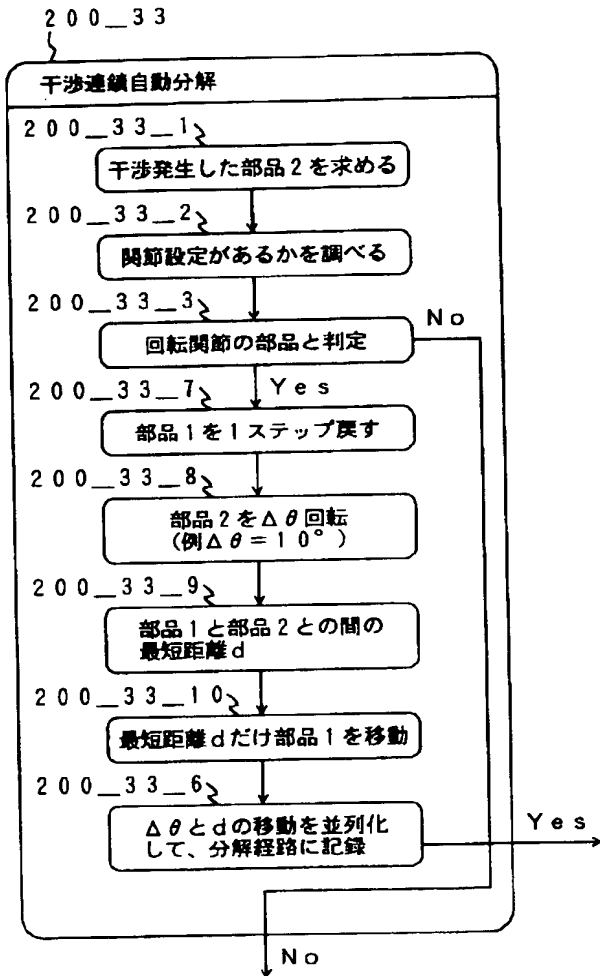 200_33
干渉連鎖自動分解
200_33_1
干渉発生した部品2を求める
200_33_2
関節設定があるかを調べる
200_33_3
回転関節の部品と判定
No
Yes
200_33_7
部品1を1ステップ戻す
200_33_8
部品2をΔθ回転
(例Δθ=10°)
200_33_9
部品1と部品2との間の
最短距離d
200_33_10
最短距離dだけ部品1を移動
200_33_6
Δθとdの移動を並列化
して、分解経路に記録
Yes
No